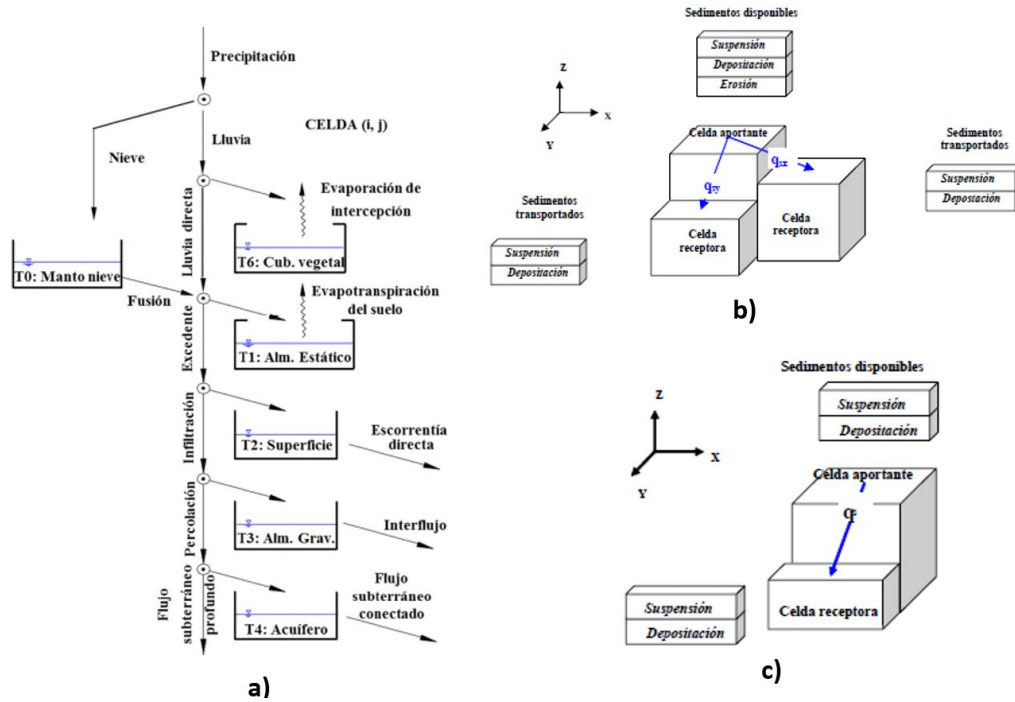 Precipitación
CELDA (i, j)
Lluvia
Nieve
Evaporación de
intercepción
Lluvia directa
T6: Cub. vegetal
T0: Manto nieve
Fusión
Evapotranspiración
del suelo
Excedente
T1: Alm. Estático
Infiltración
T2: Superficie
Escorrentía
directa
Percolación
T3: Alm. Grav.
Interflujo
Flujo
subterráneo
profundo
T4: Acuífero
Flujo
subterráneo
conectado
a)
Sedimentos disponibles
Suspensión
Depositación
Erosión
Z
X
Y
Celda aportante
qsx
qsy
Celda
receptora
Celda
receptora
Sedimentos
transportados
Suspensión
Depostación
Sedimentos
transportados
Suspensión
Depositación
b)
Sedimentos disponibles
Suspensión
Depositación
Z
X
Y
Celda aportante
Celda receptora
Suspensión
Depositación
c)